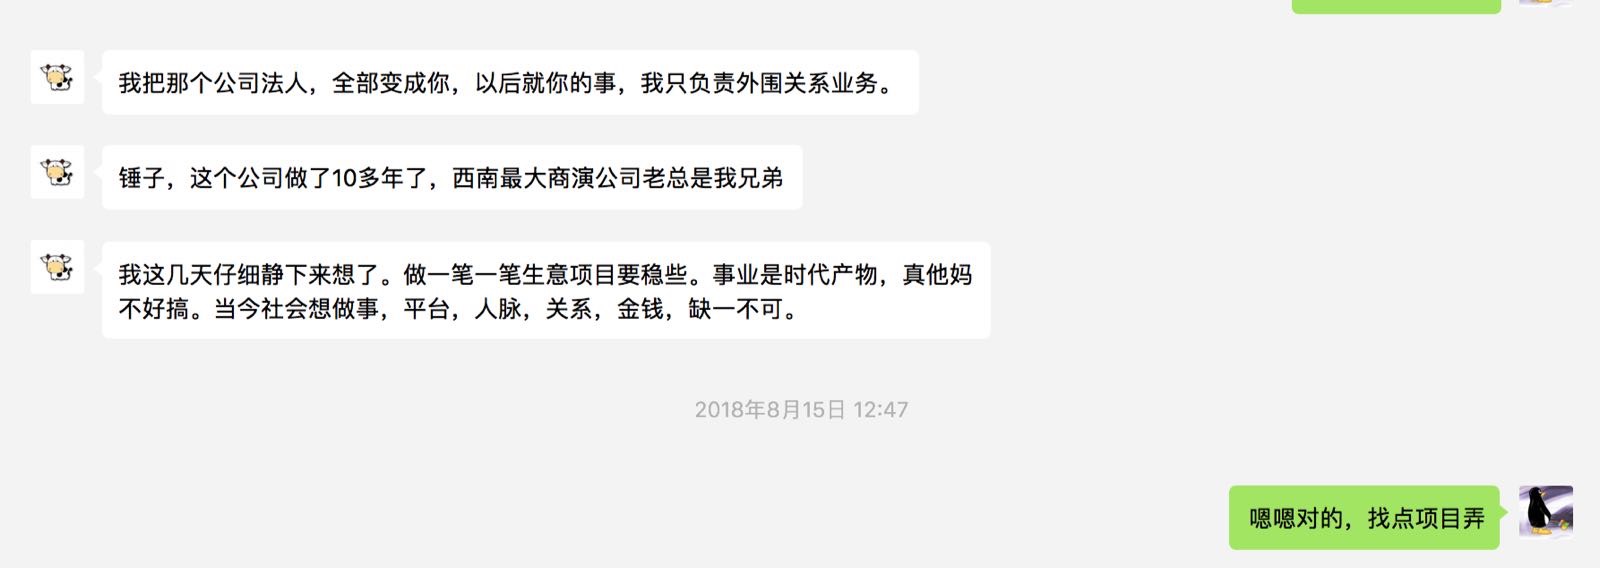 我把那个公司法人，全部变成你，以后就你的事，我只负责外围关系业务。
锤子，这个公司做了10多年了，西南最大商演公司老总是我兄弟
我这几天仔细静下来想了。做一笔一笔生意项目要稳些。事业是时代产物，真他妈
不好搞。当今社会想做事，平台，人脉，关系，金钱，缺一不可。
2018年8月15日 12:47
嗯嗯对的，找点项目弄